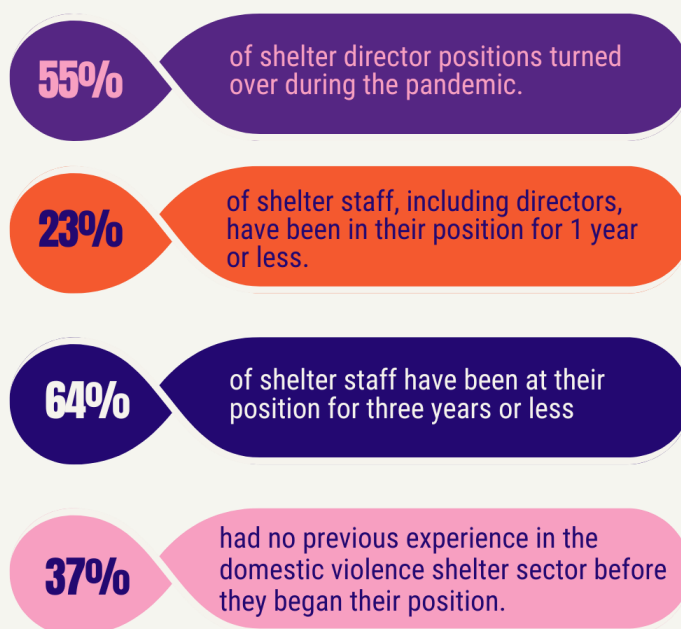 55%
of shelter director positions turned
over during the pandemic.
23%
of shelter staff, including directors,
have been in their position for 1 year
or less.
64%
of shelter staff have been at their
position for three years or less
37%
had no previous experience in the
domestic violence shelter sector before
they began their position.